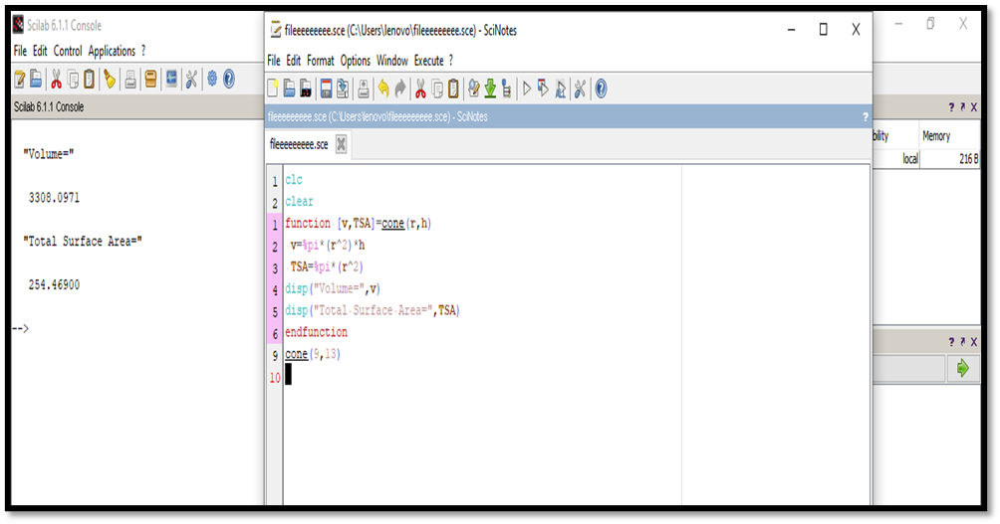 Scilab 6.1.1 Console
File Edit Control Applications ?
Scilab 6.1.1 Console
"Volume="
3308.0971
"Total Surface Area="
254.46900
-->
fileeeeeeeee.sce (C:\Users\lenovo\fileeeeeeeee.sce) - SciNotes
File Edit Format Options Window Execute ?
fileeeeeeeee.sce (C:\Users\lenovo\fileeeeeeeee.sce) - SciNotes ?
fileeeeeeeee.sce
1 clc
2 clear
1 function [v,TSA]=cone(r,h)
2 v=%pi*(r^2)*h
3 TSA=%pi*(r^2)
4 disp("Volume=",v)
5 disp("Total Surface Area=",TSA)
6 endfunction
9 cone(9,13)
10
? ↗ X
bility Memory
local 216 B
? ↗ X